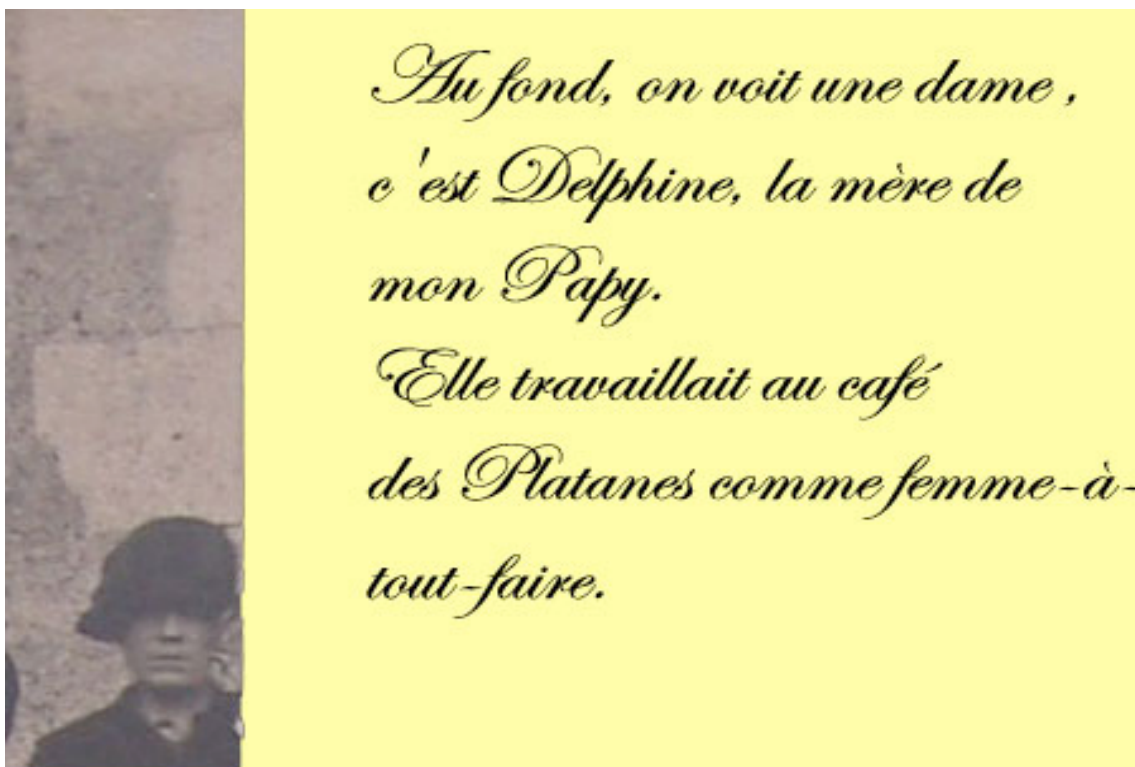 Au fond, on voit une dame ,
c 'est Delphine, la mère de
mon Papy.
Elle travaillait au café
des Platanes comme femme-à-
tout-faire.